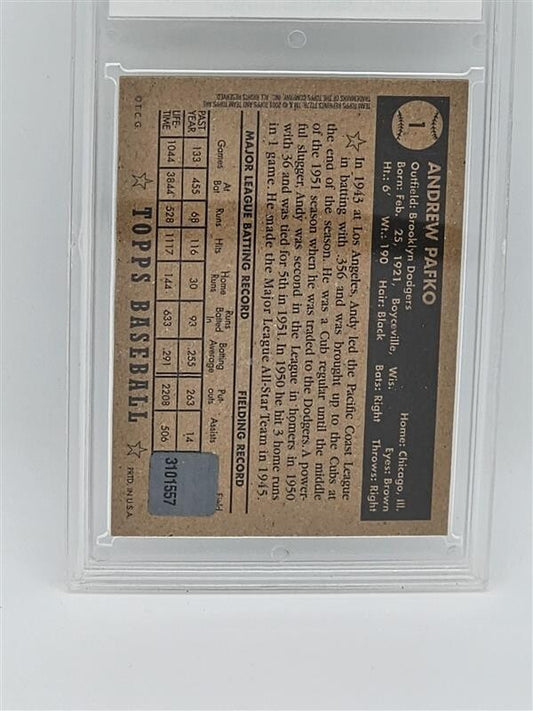 1
ANDREW PAFKO
Outfield: Brooklyn Dodgers Home: Chicago, Ill.
Born: Feb. 25, 1921, Boyceville, Wis. Eyes: Brown
Ht.: 6' Wt.: 190 Hair: Black Bats: Right Throws: Right
☆ In 1943 at Los Angeles, Andy led the Pacific Coast League
in batting with .356 and was brought up to the Cubs at
the end of the season. He was a Cub regular until the middle
of the 1951 season when he was traded to the Dodgers. A power-
ful slugger, Andy was second in the League in homers in 1950
with 36 and was tied for 5th in 1951. In 1950 he hit 3 home runs
in 1 game. He made the Major League All-Star Team in 1945.
MAJOR LEAGUE BATTING RECORD FIELDING RECORD
Games At Bat Runs Hits Home Runs Runs Batted In Batting Average Put-outs Assists Field
PAST YEAR 133 455 68 116 30 93 .255 263 14
LIFE-TIME 1044 3844 528 1117 144 633 .291 2208 506
3101557
© T.C.G. ☆ TOPPS BASEBALL ☆ PRTD. IN U.S.A.